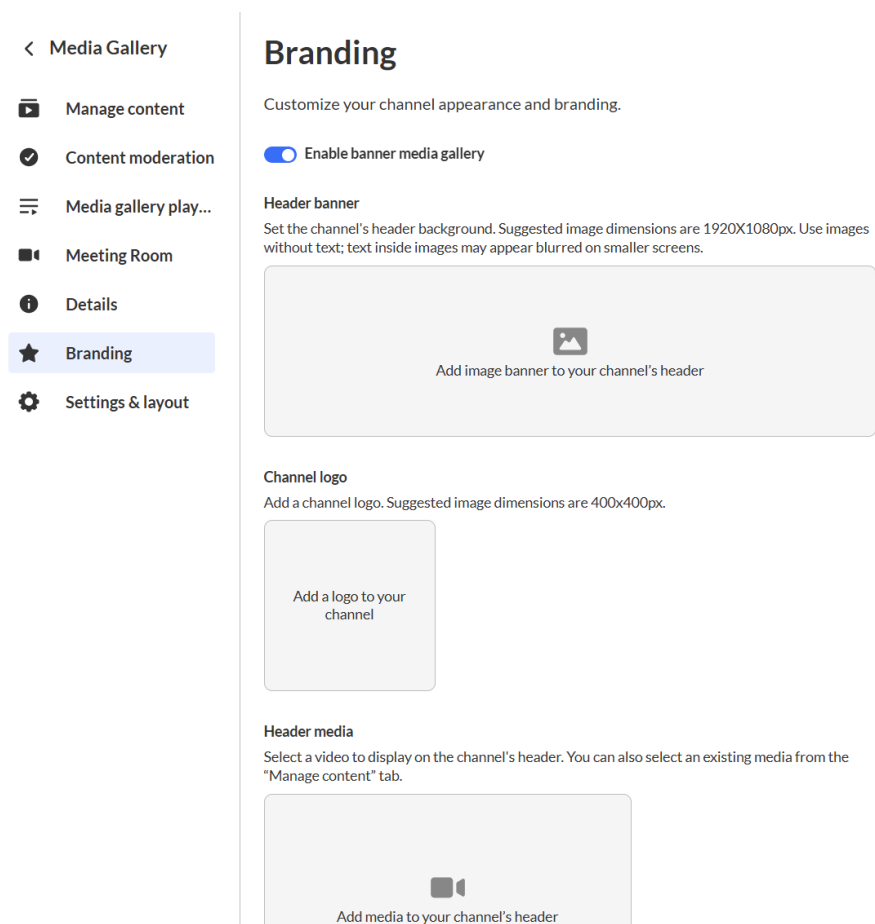 Media Gallery
Manage content
Content moderation
Media gallery play...
Meeting Room
Details
Branding
Settings & layout
Branding
Customize your channel appearance and branding.
Enable banner media gallery
Header banner
Set the channel's header background. Suggested image dimensions are 1920X1080px. Use images
without text; text inside images may appear blurred on smaller screens.
Add image banner to your channel's header
Channel logo
Add a channel logo. Suggested image dimensions are 400x400px.
Add a logo to your
channel
Header media
Select a video to display on the channel's header. You can also select an existing media from the
“Manage content” tab.
Add media to your channel's header